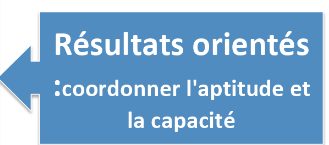 Résultats orientés
:coordonner l'aptitude et
la capacité